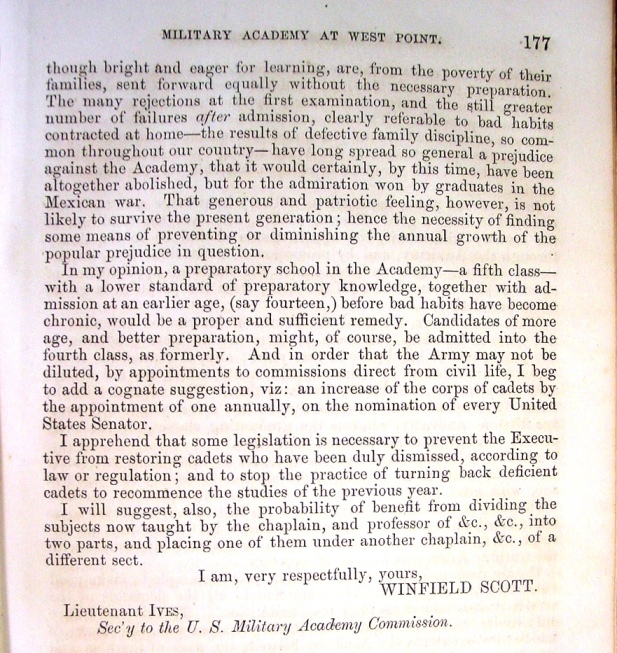 MILITARY ACADEMY AT WEST POINT. 177
though bright and eager for learning, are, from the poverty of their
families, sent forward equally without the necessary preparation.
The many rejections at the first examination, and the still greater
number of failures after admission, clearly referable to bad habits
contracted at home—the results of defective family discipline, so com-
mon throughout our country—have long spread so general a prejudice
against the Academy, that it would certainly, by this time, have been
altogether abolished, but for the admiration won by graduates in the
Mexican war. That generous and patriotic feeling, however, is not
likely to survive the present generation; hence the necessity of finding
some means of preventing or diminishing the annual growth of the
popular prejudice in question.
In my opinion, a preparatory school in the Academy—a fifth class—
with a lower standard of preparatory knowledge, together with ad-
mission at an earlier age, (say fourteen,) before bad habits have become
chronic, would be a proper and sufficient remedy. Candidates of more
age, and better preparation, might, of course, be admitted into the
fourth class, as formerly. And in order that the Army may not be
diluted, by appointments to commissions direct from civil life, I beg
to add a cognate suggestion, viz: an increase of the corps of cadets by
the appointment of one annually, on the nomination of every United
States Senator.
I apprehend that some legislation is necessary to prevent the Execu-
tive from restoring cadets who have been duly dismissed, according to
law or regulation; and to stop the practice of turning back deficient
cadets to recommence the studies of the previous year.
I will suggest, also, the probability of benefit from dividing the
subjects now taught by the chaplain, and professor of &c., &c., into
two parts, and placing one of them under another chaplain, &c., of a
different sect.
I am, very respectfully, yours,
WINFIELD SCOTT.
Lieutenant IVES,
Sec'y to the U. S. Military Academy Commission.